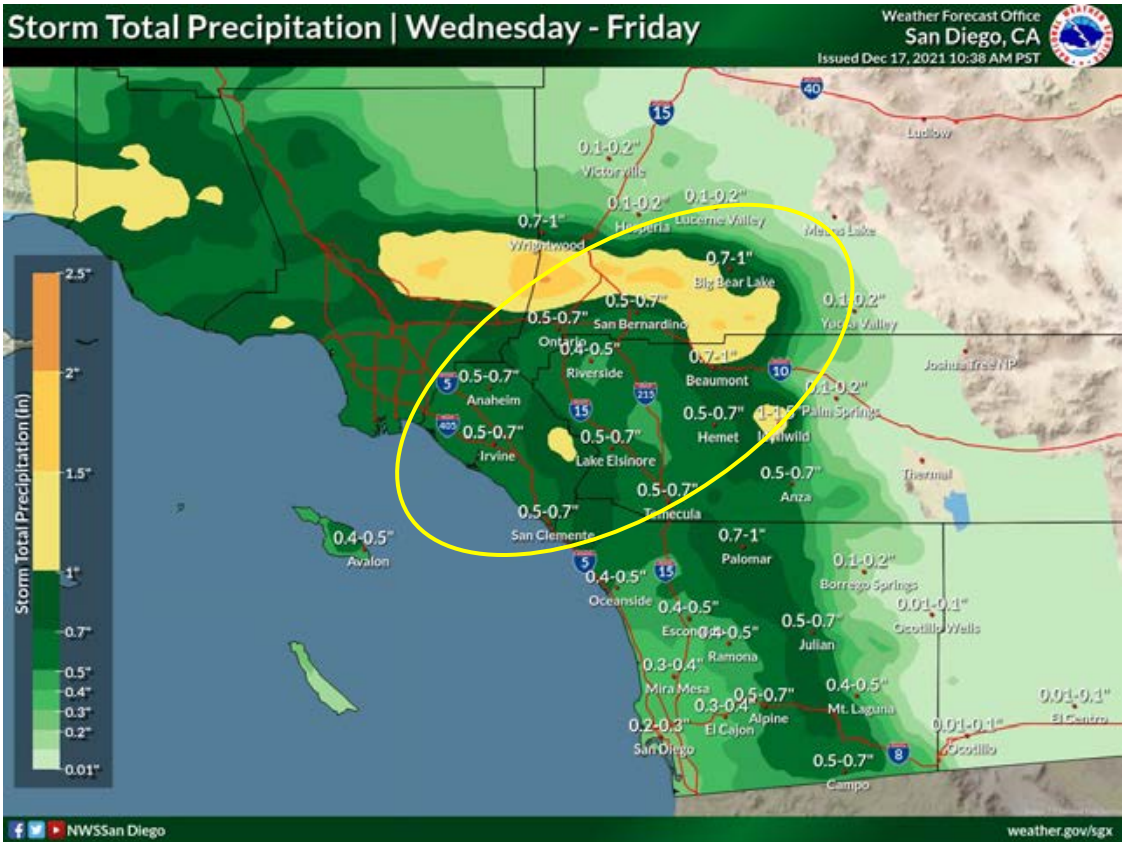 Storm Total Precipitation | Wednesday - Friday
Weather Forecast Office
San Diego, CA
Issued Dec 17, 2021 10:38 AM PST
40
15
Ludlow
0.1-0.2"
Victorville
0.1-0.2"
Hesperia
0.1-0.2"
Lucerne Valley
Means Lake
0.7-1"
Wrightwood
0.7-1"
Big Bear Lake
0.5-0.7"
San Bernardino
0.1-0.2"
Yucca Valley
0.5-0.7"
Ontario
0.4-0.5"
Riverside
0.7-1"
Beaumont
10
Joshua Tree NP
5
0.5-0.7"
Anaheim
15
215
0.1-0.2"
Palm Springs
405
0.5-0.7"
Irvine
0.5-0.7"
Lake Elsinore
0.5-0.7"
Hemet
1-1.5"
Idyllwild
Thermal
0.5-0.7"
Anza
0.5-0.7"
Temecula
0.5-0.7"
San Clemente
0.4-0.5"
Avalon
0.7-1"
Palomar
5
15
0.4-0.5"
Oceanside
0.1-0.2"
Borrego Springs
0.01-0.1"
Ocotillo Wells
0.4-0.5"
Escondido
0.4-0.5"
Ramona
0.5-0.7"
Julian
0.3-0.4"
Mira Mesa
0.4-0.5"
Mt. Laguna
0.5-0.7"
Alpine
0.3-0.4"
El Cajon
0.2-0.3"
San Diego
0.01-0.1"
El Centro
0.01-0.1"
Ocotillo
8
0.5-0.7"
Campo
Storm Total Precipitation (in)
2.5"
2"
1.5"
1"
0.7"
0.5"
0.4"
0.3"
0.2"
0.01"
NWSSan Diego
weather.gov/sgx